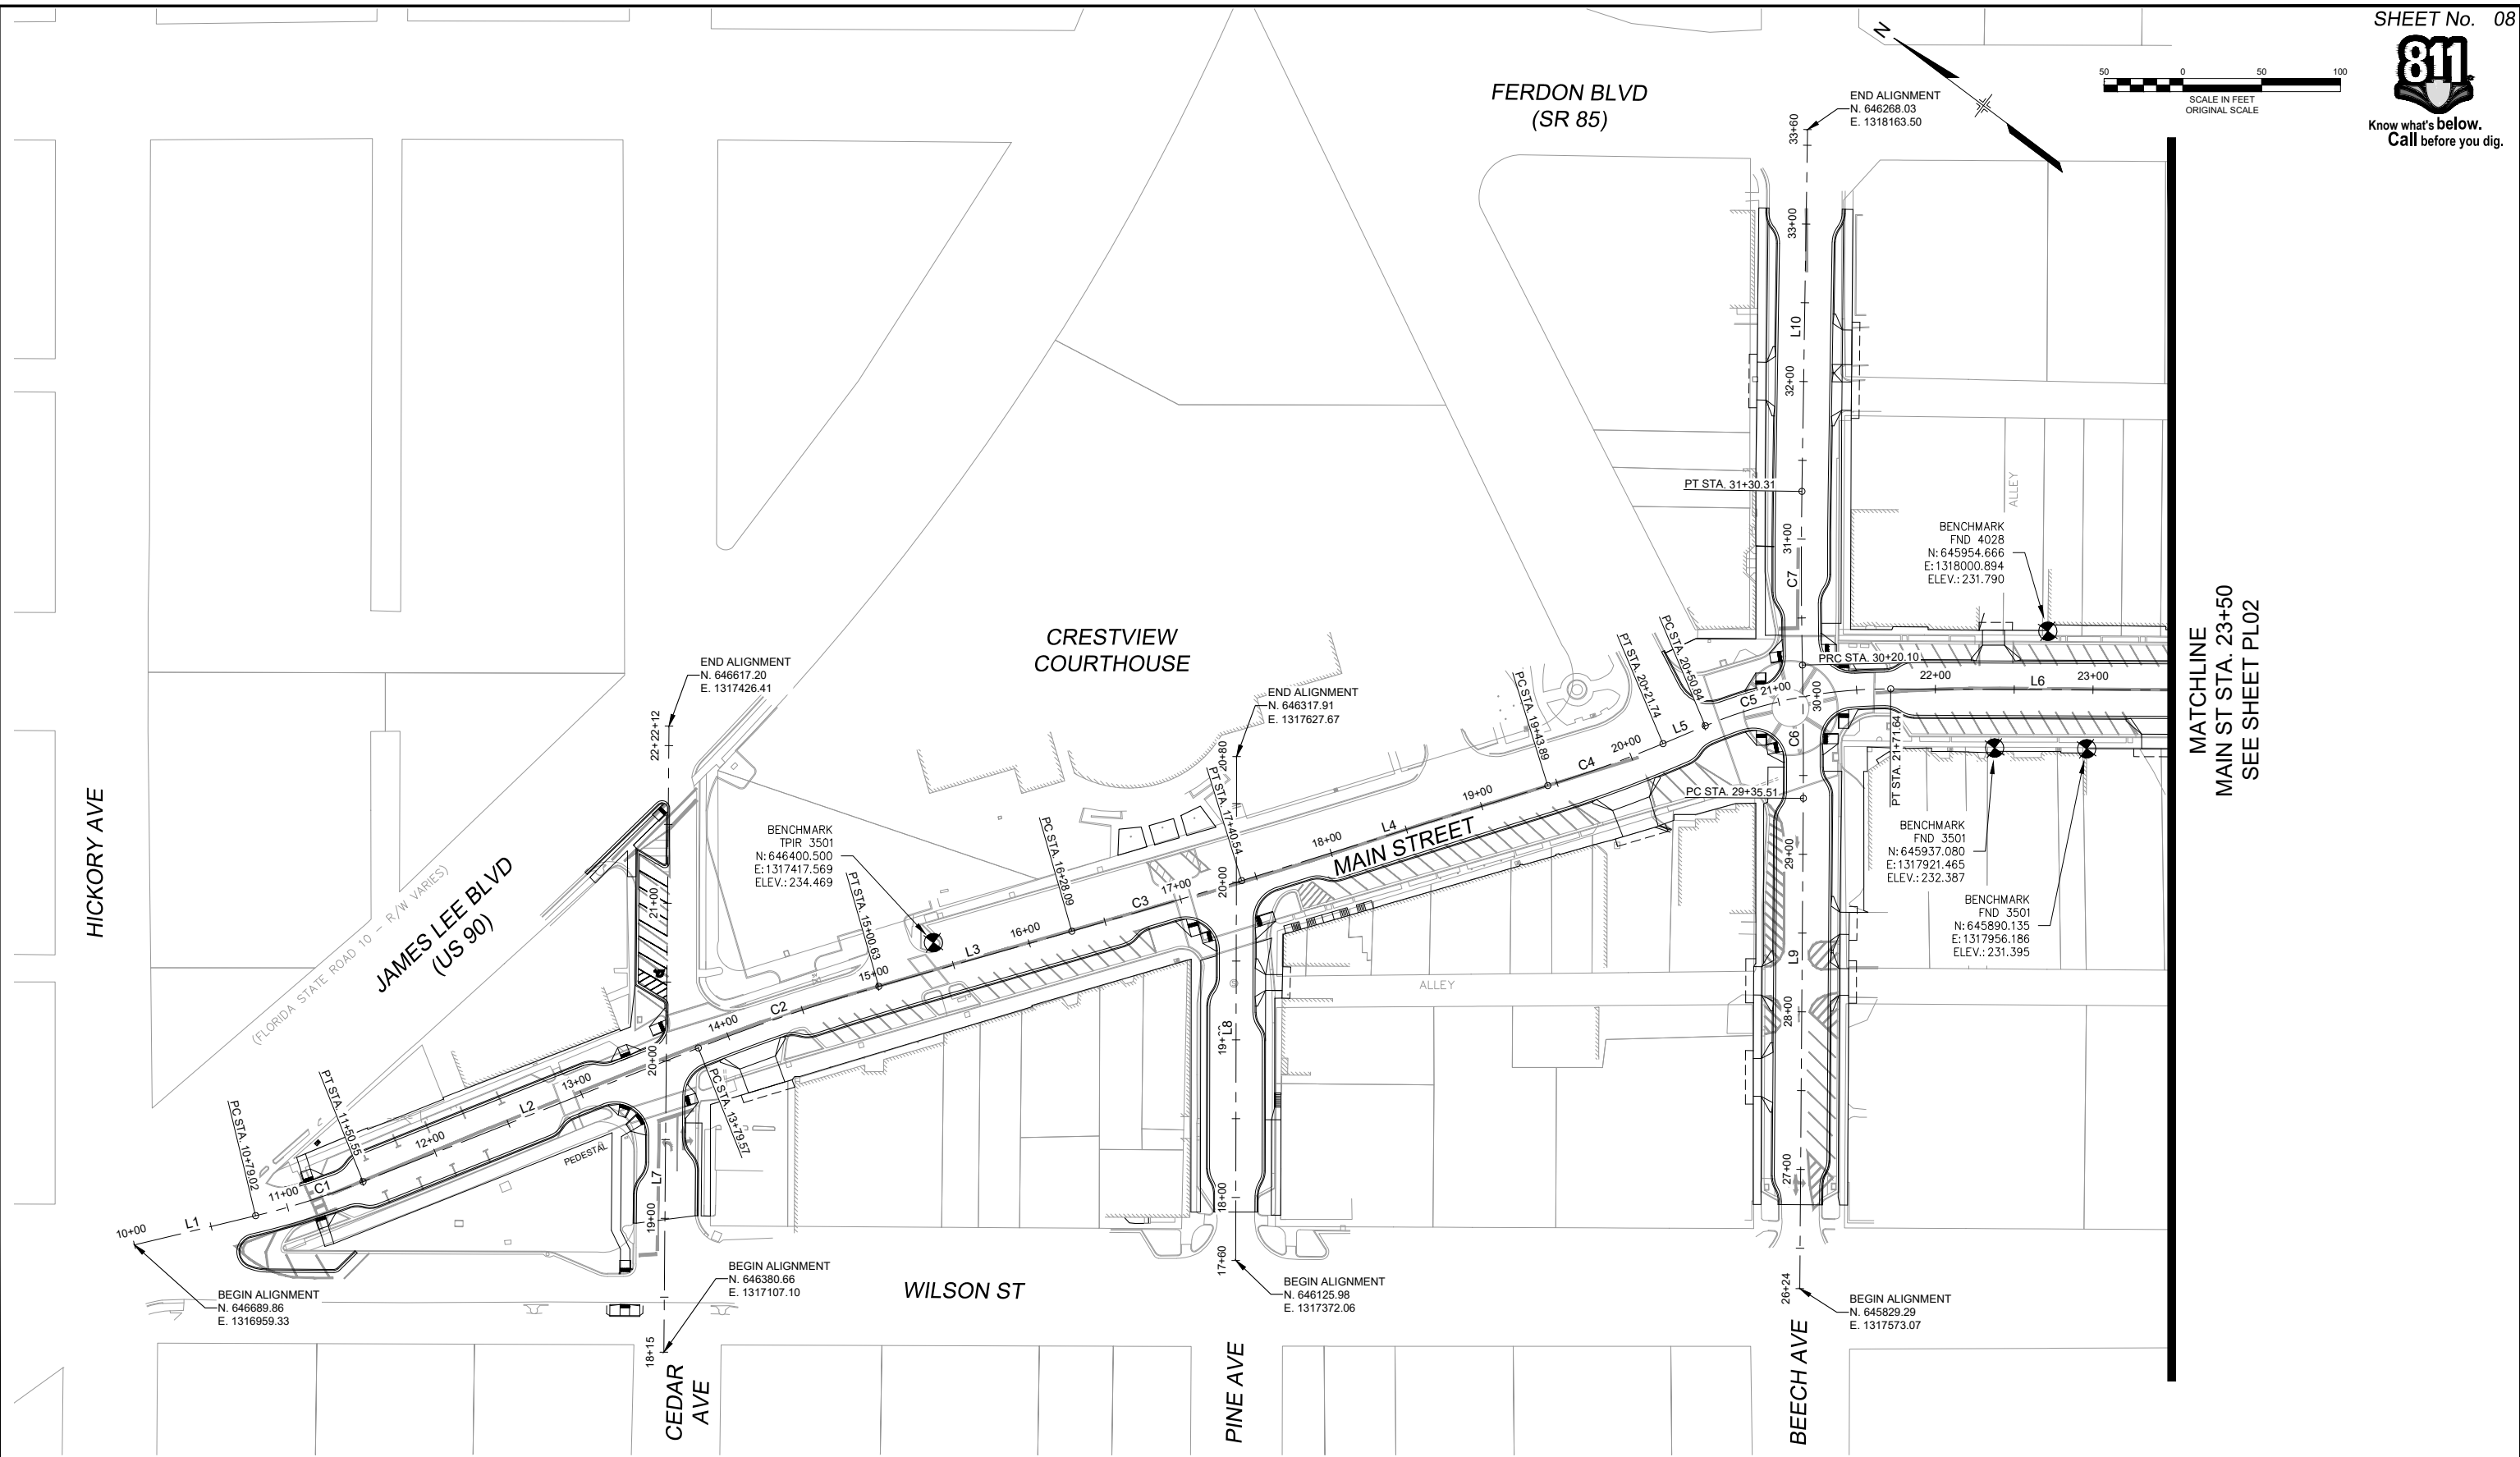 SHEET No. 08
811
Know what's below.
Call before you dig.
N
50 0 50 100
SCALE IN FEET
ORIGINAL SCALE
FERDON BLVD
(SR 85)
END ALIGNMENT
N. 646268.03
E. 1318163.50
33+60
33+00
L10
32+00
PT STA. 31+30.31
31+00
C7
ALLEY
BENCHMARK
FND 4028
N: 645954.666
E: 1318000.894
ELEV.: 231.790
MATCHLINE
MAIN ST STA. 23+50
SEE SHEET PL02
CRESTVIEW
COURTHOUSE
END ALIGNMENT
N. 646617.20
E. 1317426.41
22+22+12
END ALIGNMENT
N. 646317.91
E. 1317627.67
20+80
PT STA. 17+40.54
PC STA. 19+43.89
PT STA. 20+21.74
PC STA. 20+50.84
PRC STA. 30+20.10
22+00
L6
23+00
C5
21+00
30+00
L5
C6
PT STA. 21+71.64
20+00
C4
PC STA. 29+35.51
19+00
L4
18+00
MAIN STREET
29+00
HICKORY AVE
JAMES LEE BLVD
(US 90)
(FLORIDA STATE ROAD 10 - R/W VARIES)
21+00
BENCHMARK
TPIR 3501
N: 646400.500
E: 1317417.569
ELEV.: 234.469
PT STA. 15+00.63
PC STA. 16+28.09
20+00
17+00
C3
16+00
L3
15+00
C2
14+00
BENCHMARK
FND 3501
N: 645937.080
E: 1317921.465
ELEV.: 232.387
BENCHMARK
FND 3501
N: 645890.135
E: 1317956.186
ELEV.: 231.395
L9
ALLEY
28+00
L8
20+00
13+00
L2
12+00
PC STA. 13+79.57
PT STA. 11+50.55
PC STA. 10+79.02
PEDESTAL
L7
11+00
C1
L1
10+00
19+00
18+00
27+00
BEGIN ALIGNMENT
N. 646689.86
E. 1316959.33
BEGIN ALIGNMENT
N. 646380.66
E. 1317107.10
18+15
WILSON ST
17+60
BEGIN ALIGNMENT
N. 646125.98
E. 1317372.06
26+24
BEGIN ALIGNMENT
N. 645829.29
E. 1317573.07
CEDAR
AVE
PINE AVE
BEECH AVE